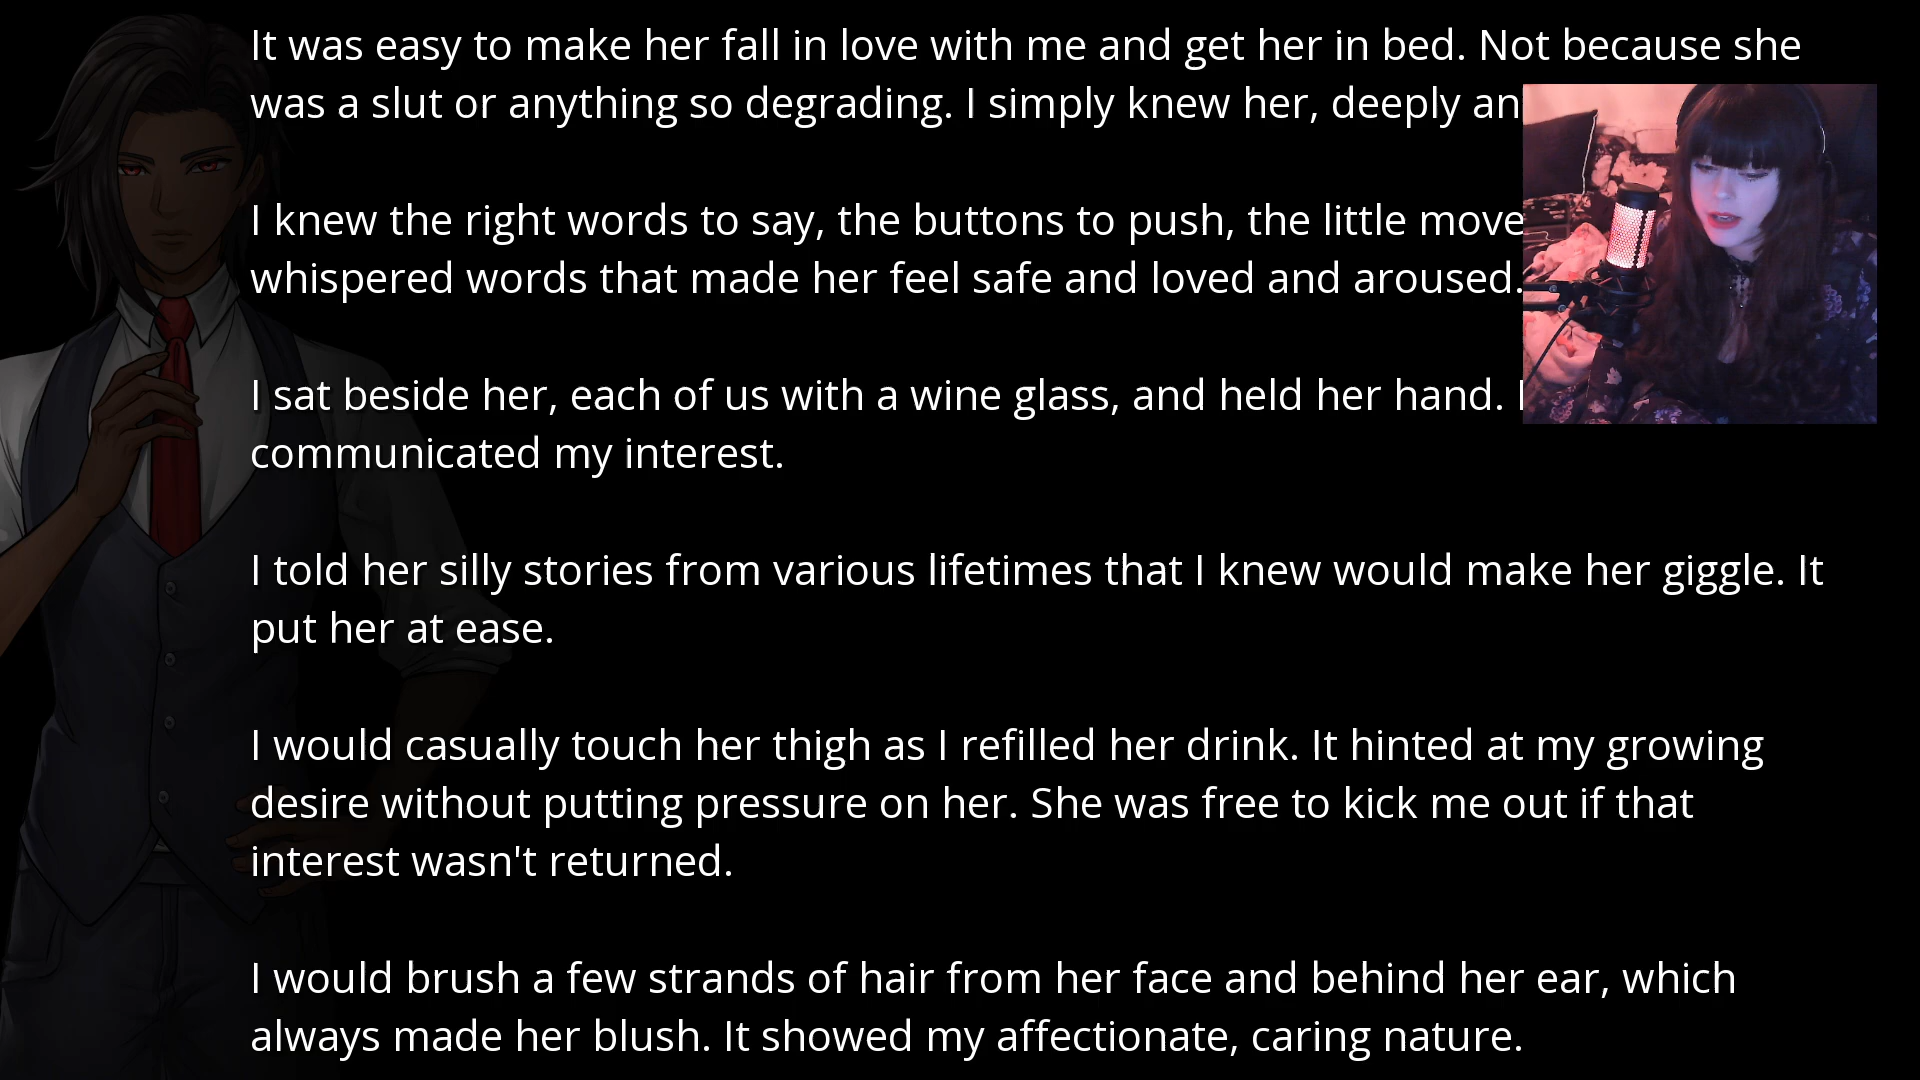 It was easy to make her fall in love with me and get her in bed. Not because she
was a slut or anything so degrading. I simply knew her, deeply
I knew the right words to say, the buttons to push, the little
whispered words that made her feel safe and loved and aroused.
I sat beside her, each of us with a wine glass, and held her hand.
communicated my interest.
I told her silly stories from various lifetimes that I knew would make her giggle. It
put her at ease.
I would casually touch her thigh as I refilled her drink. It hinted at my growing
desire without putting pressure on her. She was free to kick me out if that
interest wasn't returned.
I would brush a few strands of hair from her face and behind her ear, which
always made her blush. It showed my affectionate, caring nature.